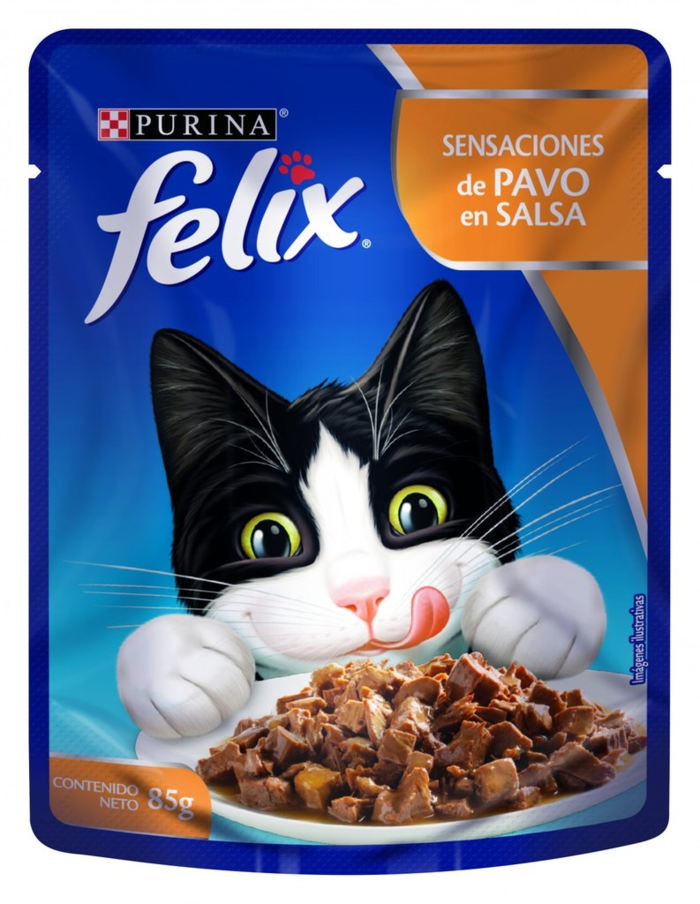 PURINA®
felix®
SENSACIONES
de PAVO
en SALSA
Imágenes ilustrativas
CONTENIDO
NETO 85g